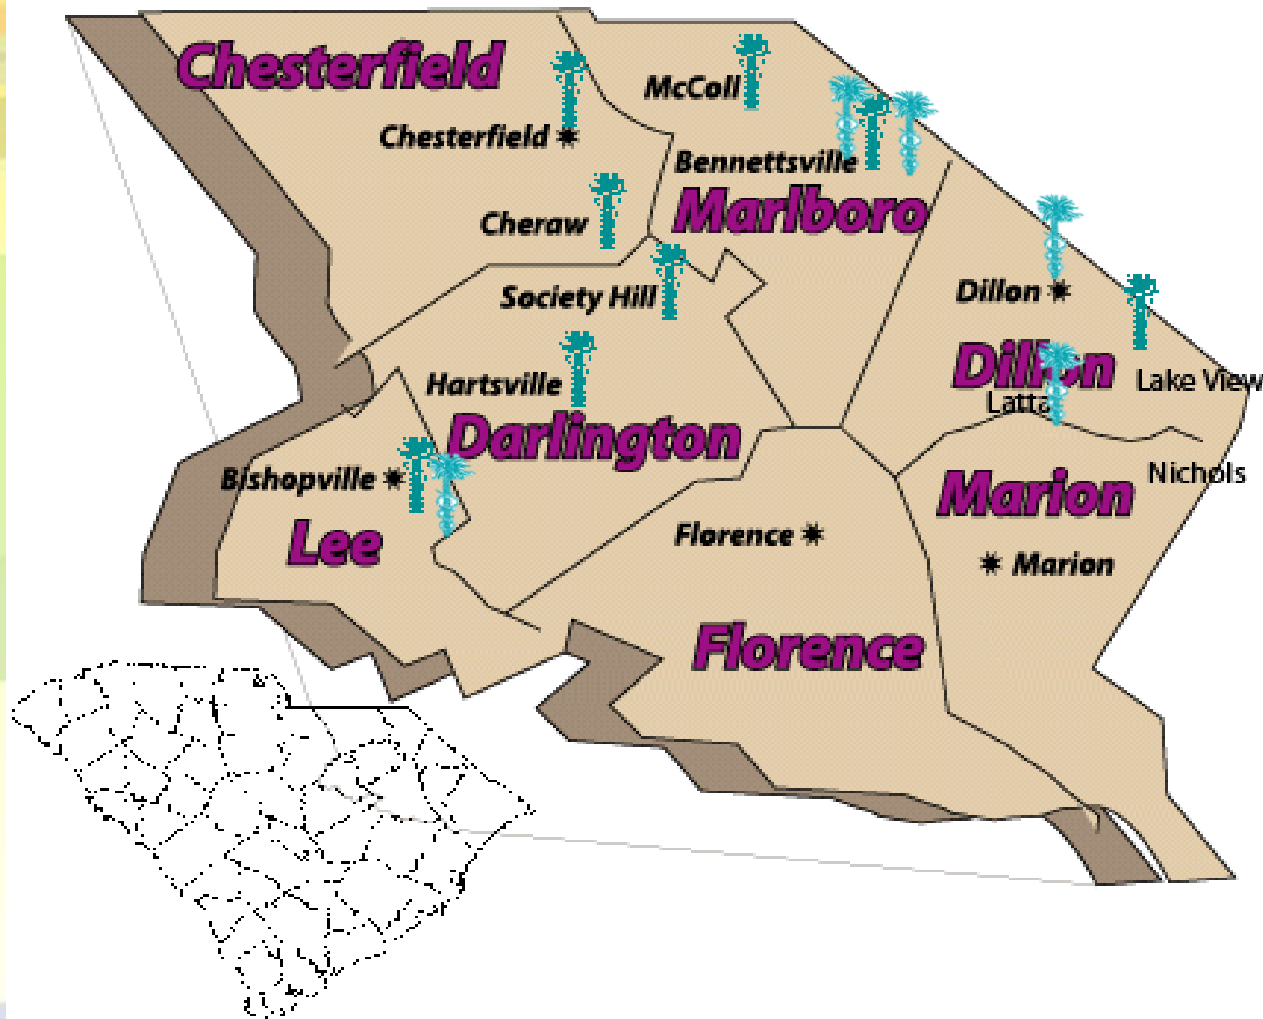 Chesterfield
McColl
Chesterfield
Bennettsville
Marlboro
Cheraw
Society Hill
Dillon
Dillon
Lake View
Latta
Hartsville
Darlington
Bishopville
Nichols
Marion
Lee
Florence
Marion
Florence